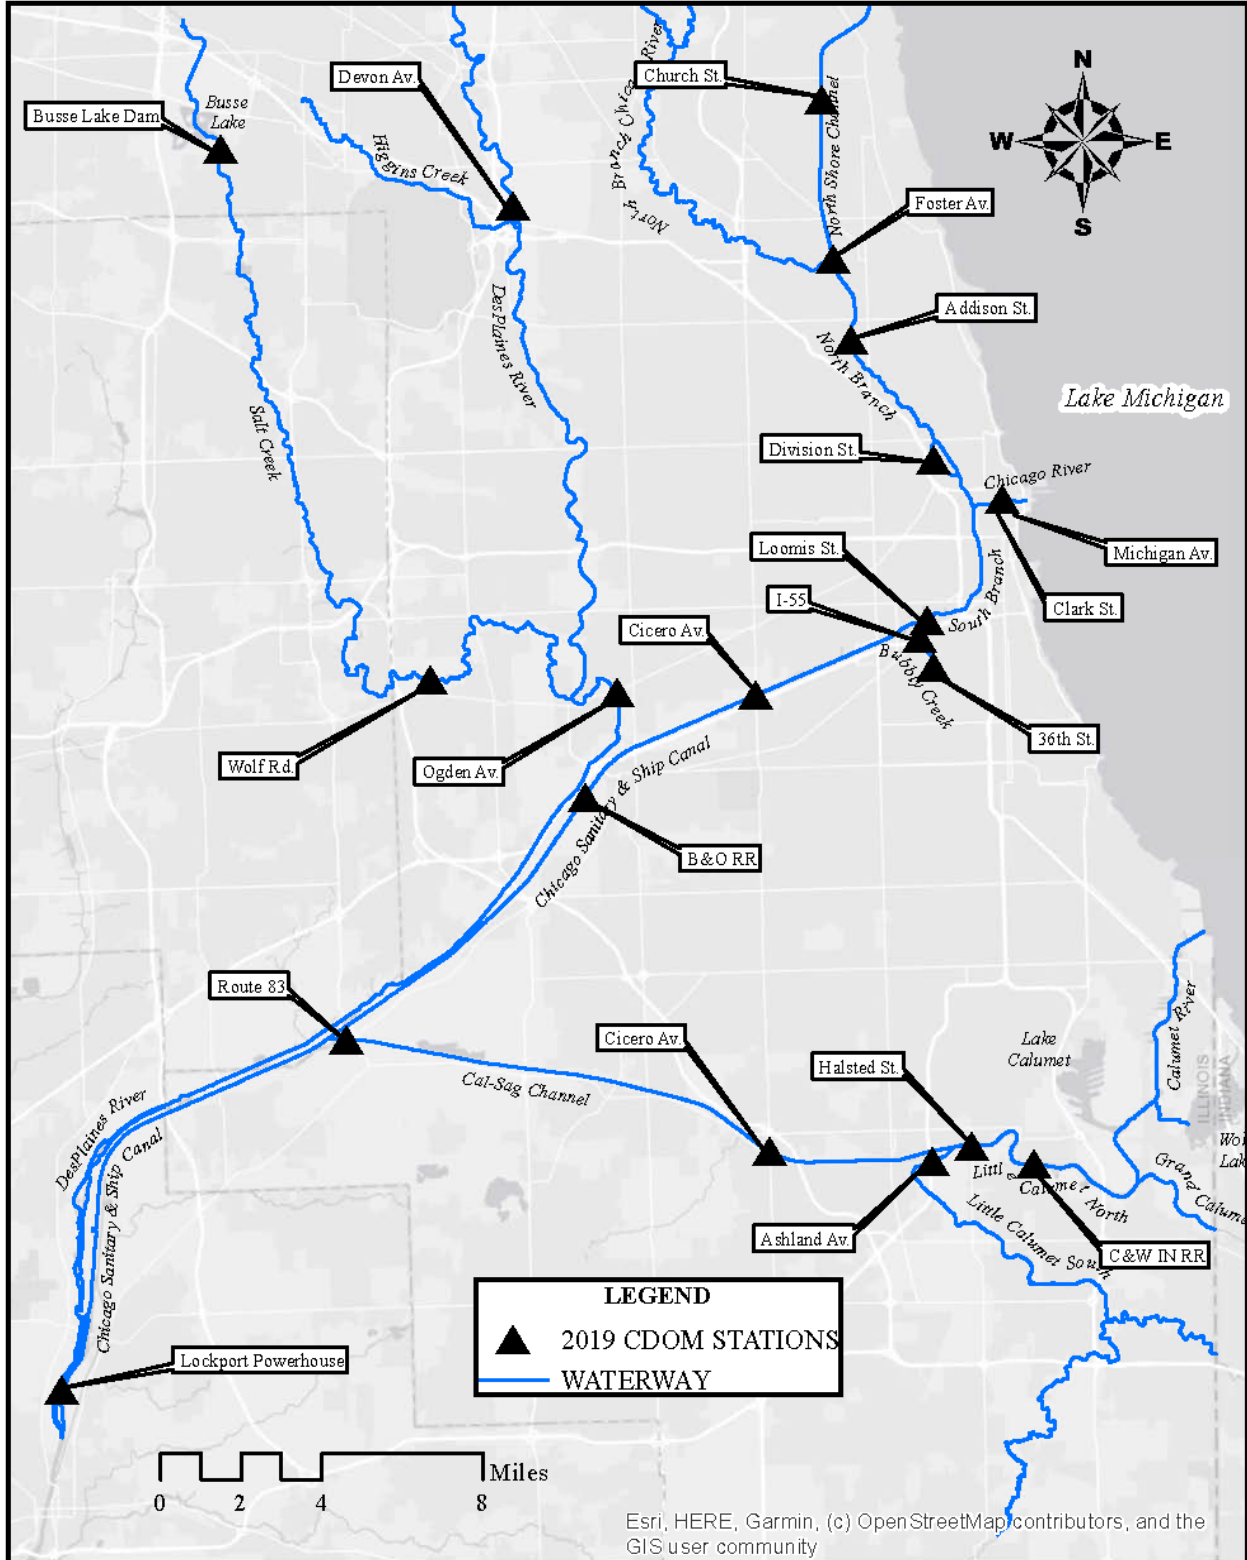 N
W E
S
Church St.
Devon Av.
Busse Lake Dam
Busse
Lake
Higgins Creek
North Branch Chicago River
North Shore Channel
Foster Av.
Addison St.
DesPlaines River
North Branch
Lake Michigan
Salt Creek
Division St.
Chicago River
Michigan Av.
Loomis St.
I-55
South Branch
Clark St.
Cicero Av.
Bubbly Creek
36th St.
Wolf Rd.
Ogden Av.
Chicago Sanitary & Ship Canal
B&O RR
Route 83
Cicero Av.
Halsted St.
Lake
Calumet
Calumet River
ILLINOIS
INDIANA
Cal-Sag Channel
DesPlaines River
Chicago Sanitary & Ship Canal
Lake
Grand Calume
Little Calumet North
Little Calumet South
Ashland Av.
C&W IN RR
LEGEND
2019 CDOM STATIONS
WATERWAY
Lockport Powerhouse
Miles
0 2 4 8
Esri, HERE, Garmin, (c) OpenStreetMap contributors, and the
GIS user community